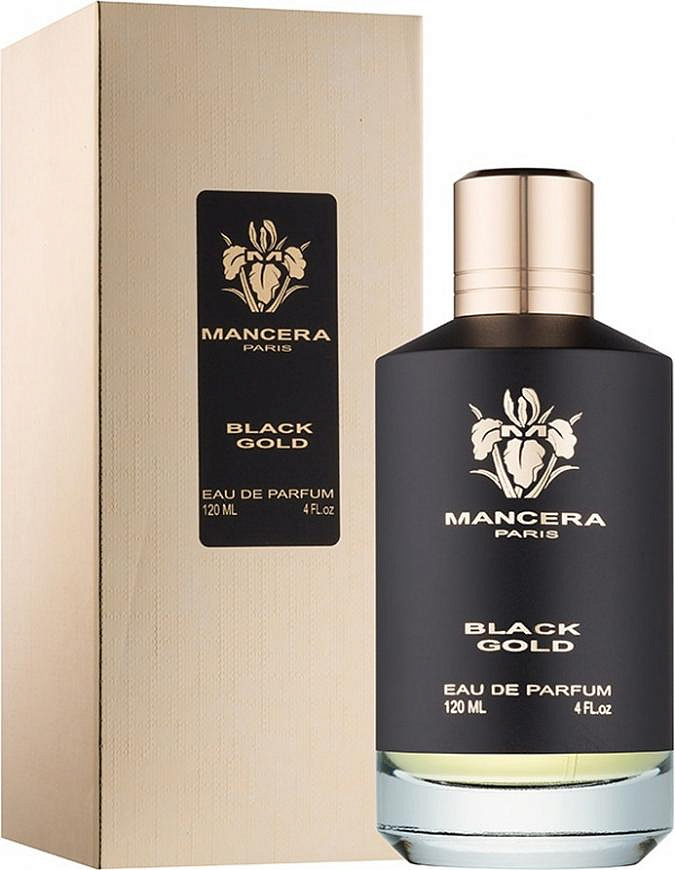 M
MANCERA
PARIS
BLACK
GOLD
EAU DE PARFUM
120 ML 4 FL.oz
M
MANCERA
PARIS
BLACK
GOLD
EAU DE PARFUM
120 ML 4 FL.oz